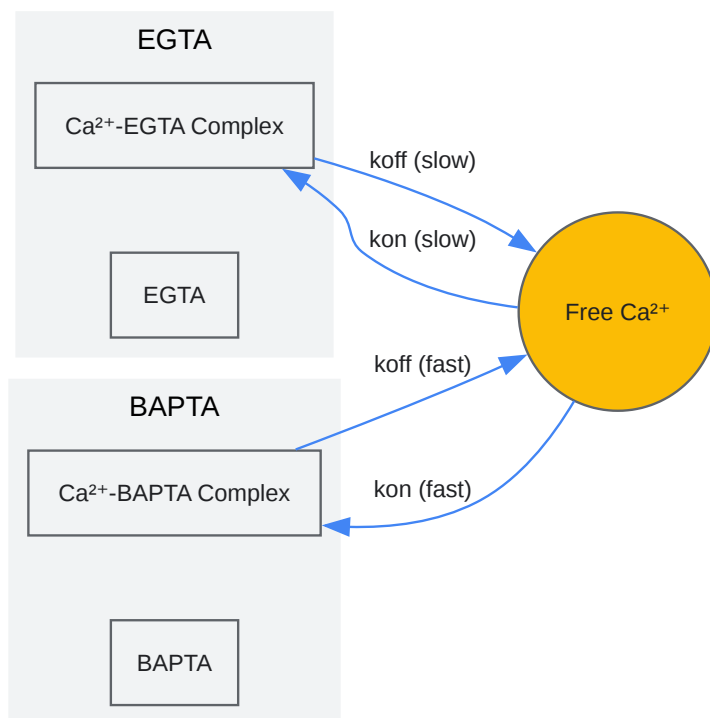 EGTA
Ca²⁺-EGTA Complex
koff (slow)
kon (slow)
EGTA
Free Ca²⁺
koff (fast)
BAPTA
Ca²⁺-BAPTA Complex
kon (fast)
BAPTA